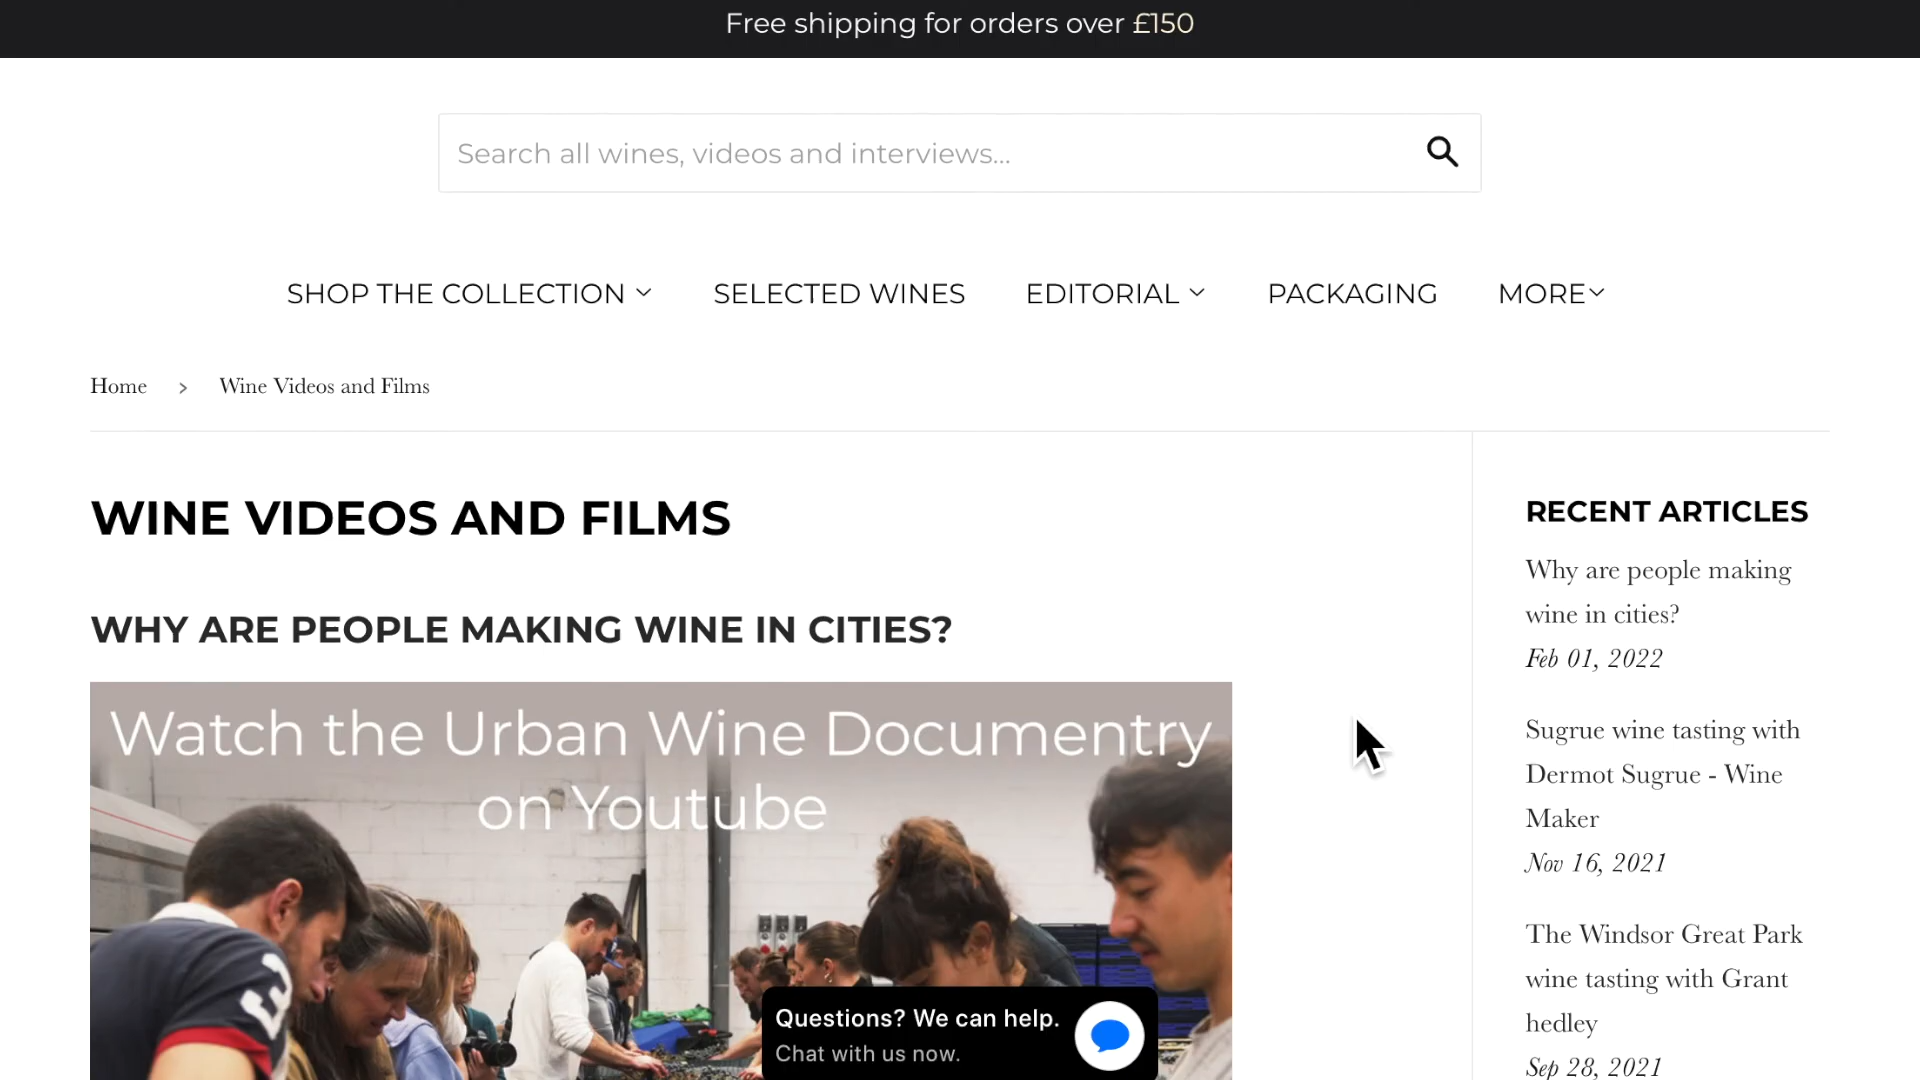 Free shipping for orders over £150
Search all wines, videos and interviews...
SHOP THE COLLECTION
SELECTED WINES
EDITORIAL
PACKAGING
MORE
Home > Wine Videos and Films
WINE VIDEOS AND FILMS
WHY ARE PEOPLE MAKING WINE IN CITIES?
Watch the Urban Wine Documentry
on Youtube
3
Questions? We can help.
Chat with us now.
RECENT ARTICLES
Why are people making
wine in cities?
Feb 01, 2022
Sugrue wine tasting with
Dermot Sugrue - Wine
Maker
Nov 16, 2021
The Windsor Great Park
wine tasting with Grant
hedley
Sep 28, 2021